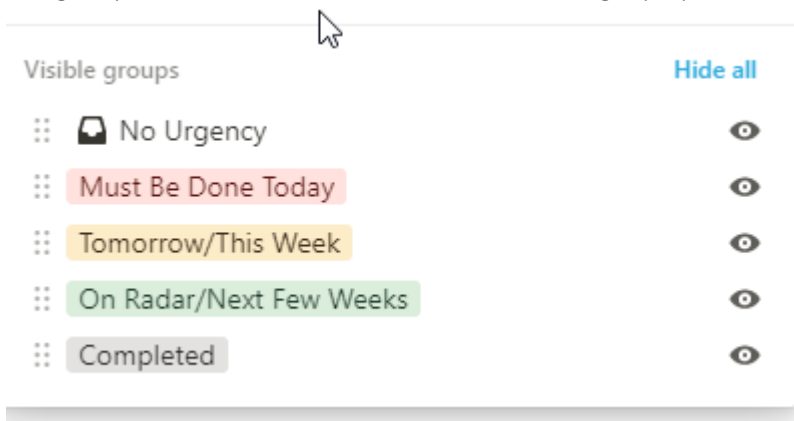 Visible groups Hide all
No Urgency
Must Be Done Today
Tomorrow/This Week
On Radar/Next Few Weeks
Completed